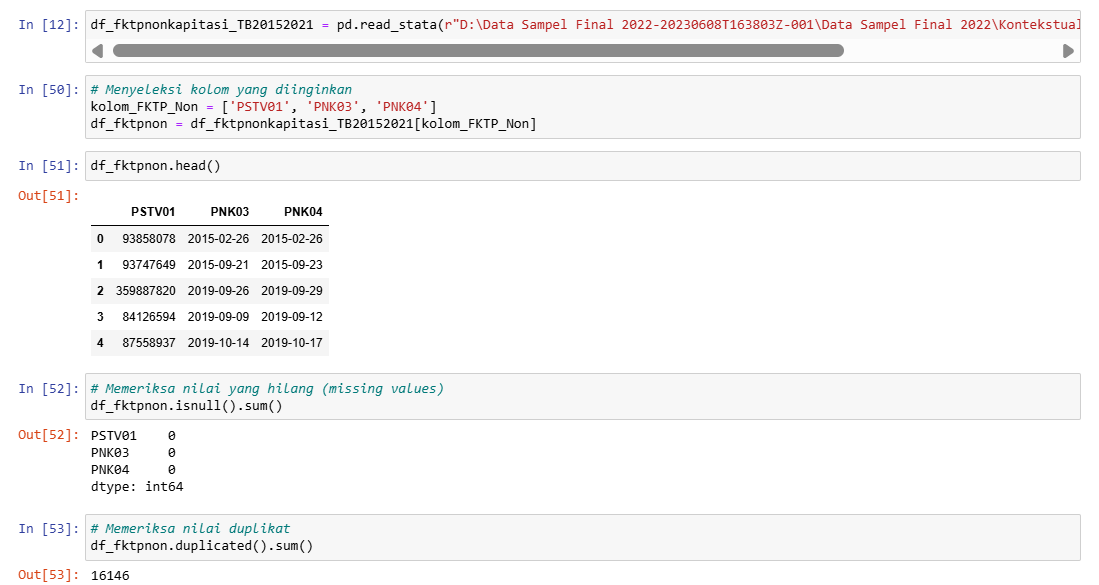 In [12]: df_fktpnonkapitasi_TB20152021 = pd.read_stata(r"D:\Data Sampel Final 2022-20230608T163803Z-001\Data Sampel Final 2022\Kontekstual
In [50]: # Menyeleksi kolom yang diinginkan
kolom_FKTP_Non = ['PSTV01', 'PNK03', 'PNK04']
df_fktpnon = df_fktpnonkapitasi_TB20152021[kolom_FKTP_Non]
In [51]: df_fktpnon.head()
Out[51]:
PSTV01 PNK03 PNK04
0 93858078 2015-02-26 2015-02-26
1 93747649 2015-09-21 2015-09-23
2 359887820 2019-09-26 2019-09-29
3 84126594 2019-09-09 2019-09-12
4 87558937 2019-10-14 2019-10-17
In [52]: # Memeriksa nilai yang hilang (missing values)
df_fktpnon.isnull().sum()
Out[52]: PSTV01 0
PNK03 0
PNK04 0
dtype: int64
In [53]: # Memeriksa nilai duplikat
df_fktpnon.duplicated().sum()
Out[53]: 16146